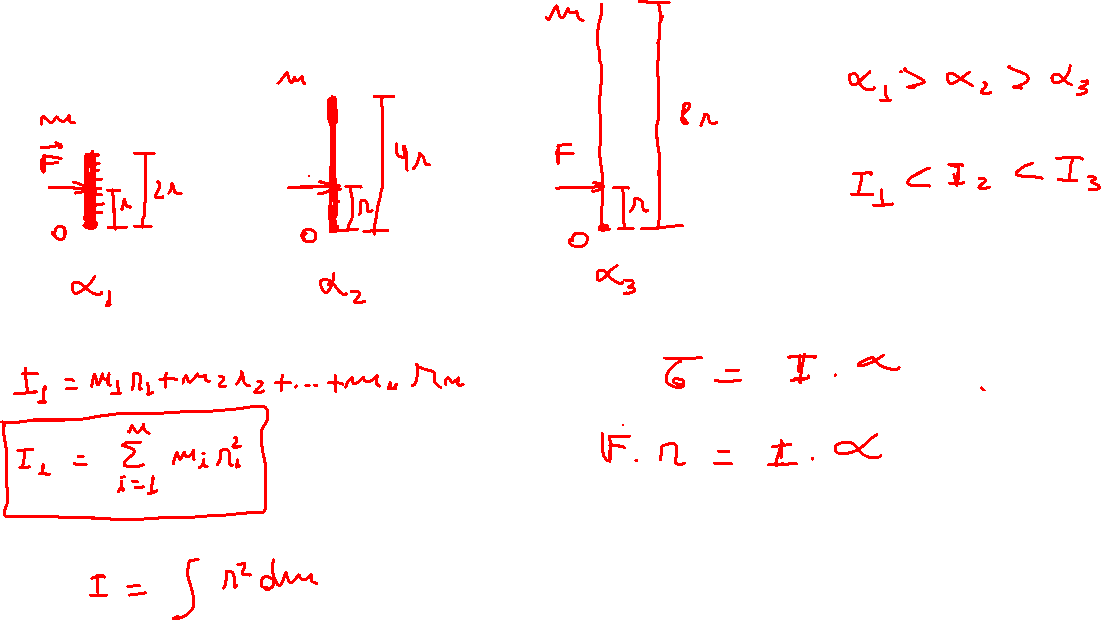 m
F⃗
r
2r
O
α₁
m
r
4r
O
α₂
m
F
r
8r
O
α₃
α₁ > α₂ > α₃
I₁ < I₂ < I₃
I₁ = m₁ r₁ + m₂ r₂ + ... + mₙ rₙ
I₁ = ∑ᵢ₌₁ⁿ mᵢ rᵢ²
I = ∫ r² dm
τ = I . α
F . r = I . α